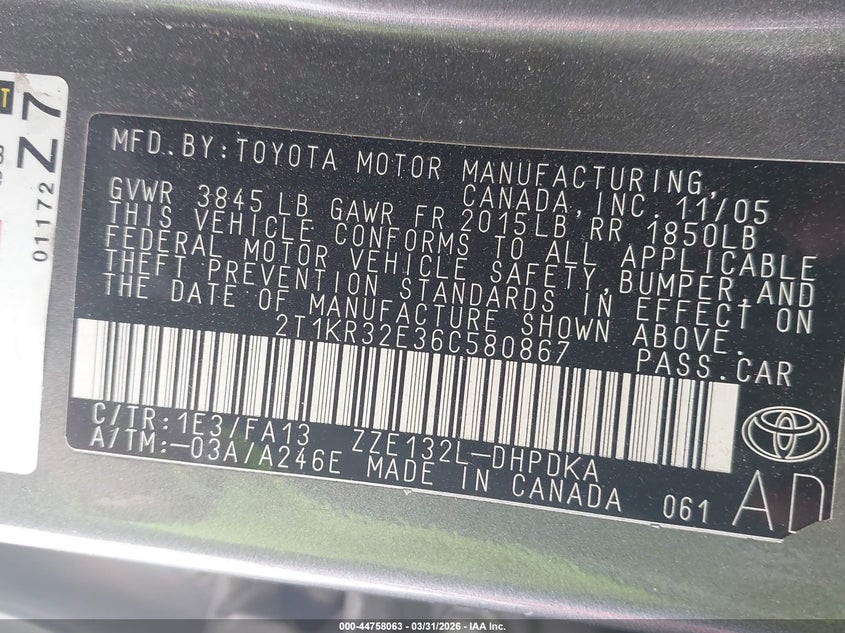 MFD.BY:TOYOTA MOTOR MANUFACTURING,
CANADA, INC. 11/05
GVWR 3845LB GAWR FR 2015LB RR 1850LB
THIS VEHICLE CONFORMS TO ALL APPLICABLE
FEDERAL MOTOR VEHICLE SAFETY,BUMPER,AND
THEFT PREVENTION STANDARDS IN EFFECT ON
THE DATE OF MANUFACTURE SHOWN ABOVE.
2T1KR32E36C580867 PASS.CAR
C/TR:1E3/FA13 ZZE132L-DHPDKA
A/TM:-03A/A246E MADE IN CANADA 061
AD
01172
Z7
000-44758063 - 03/31/2026 - IAA Inc.